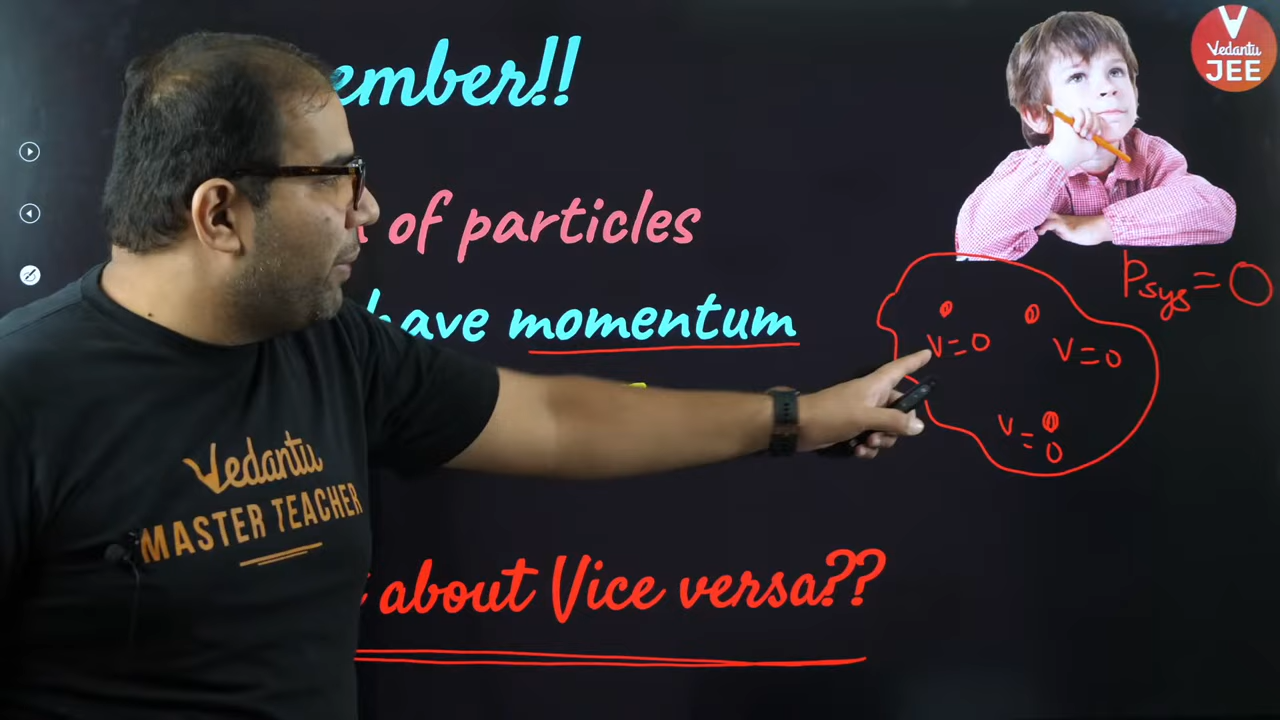 ember!!
Vedantu
JEE
of particles
have momentum
Psys = 0
v = 0
v = 0
v = 0
Vedantu
MASTER TEACHER
about Vice versa??